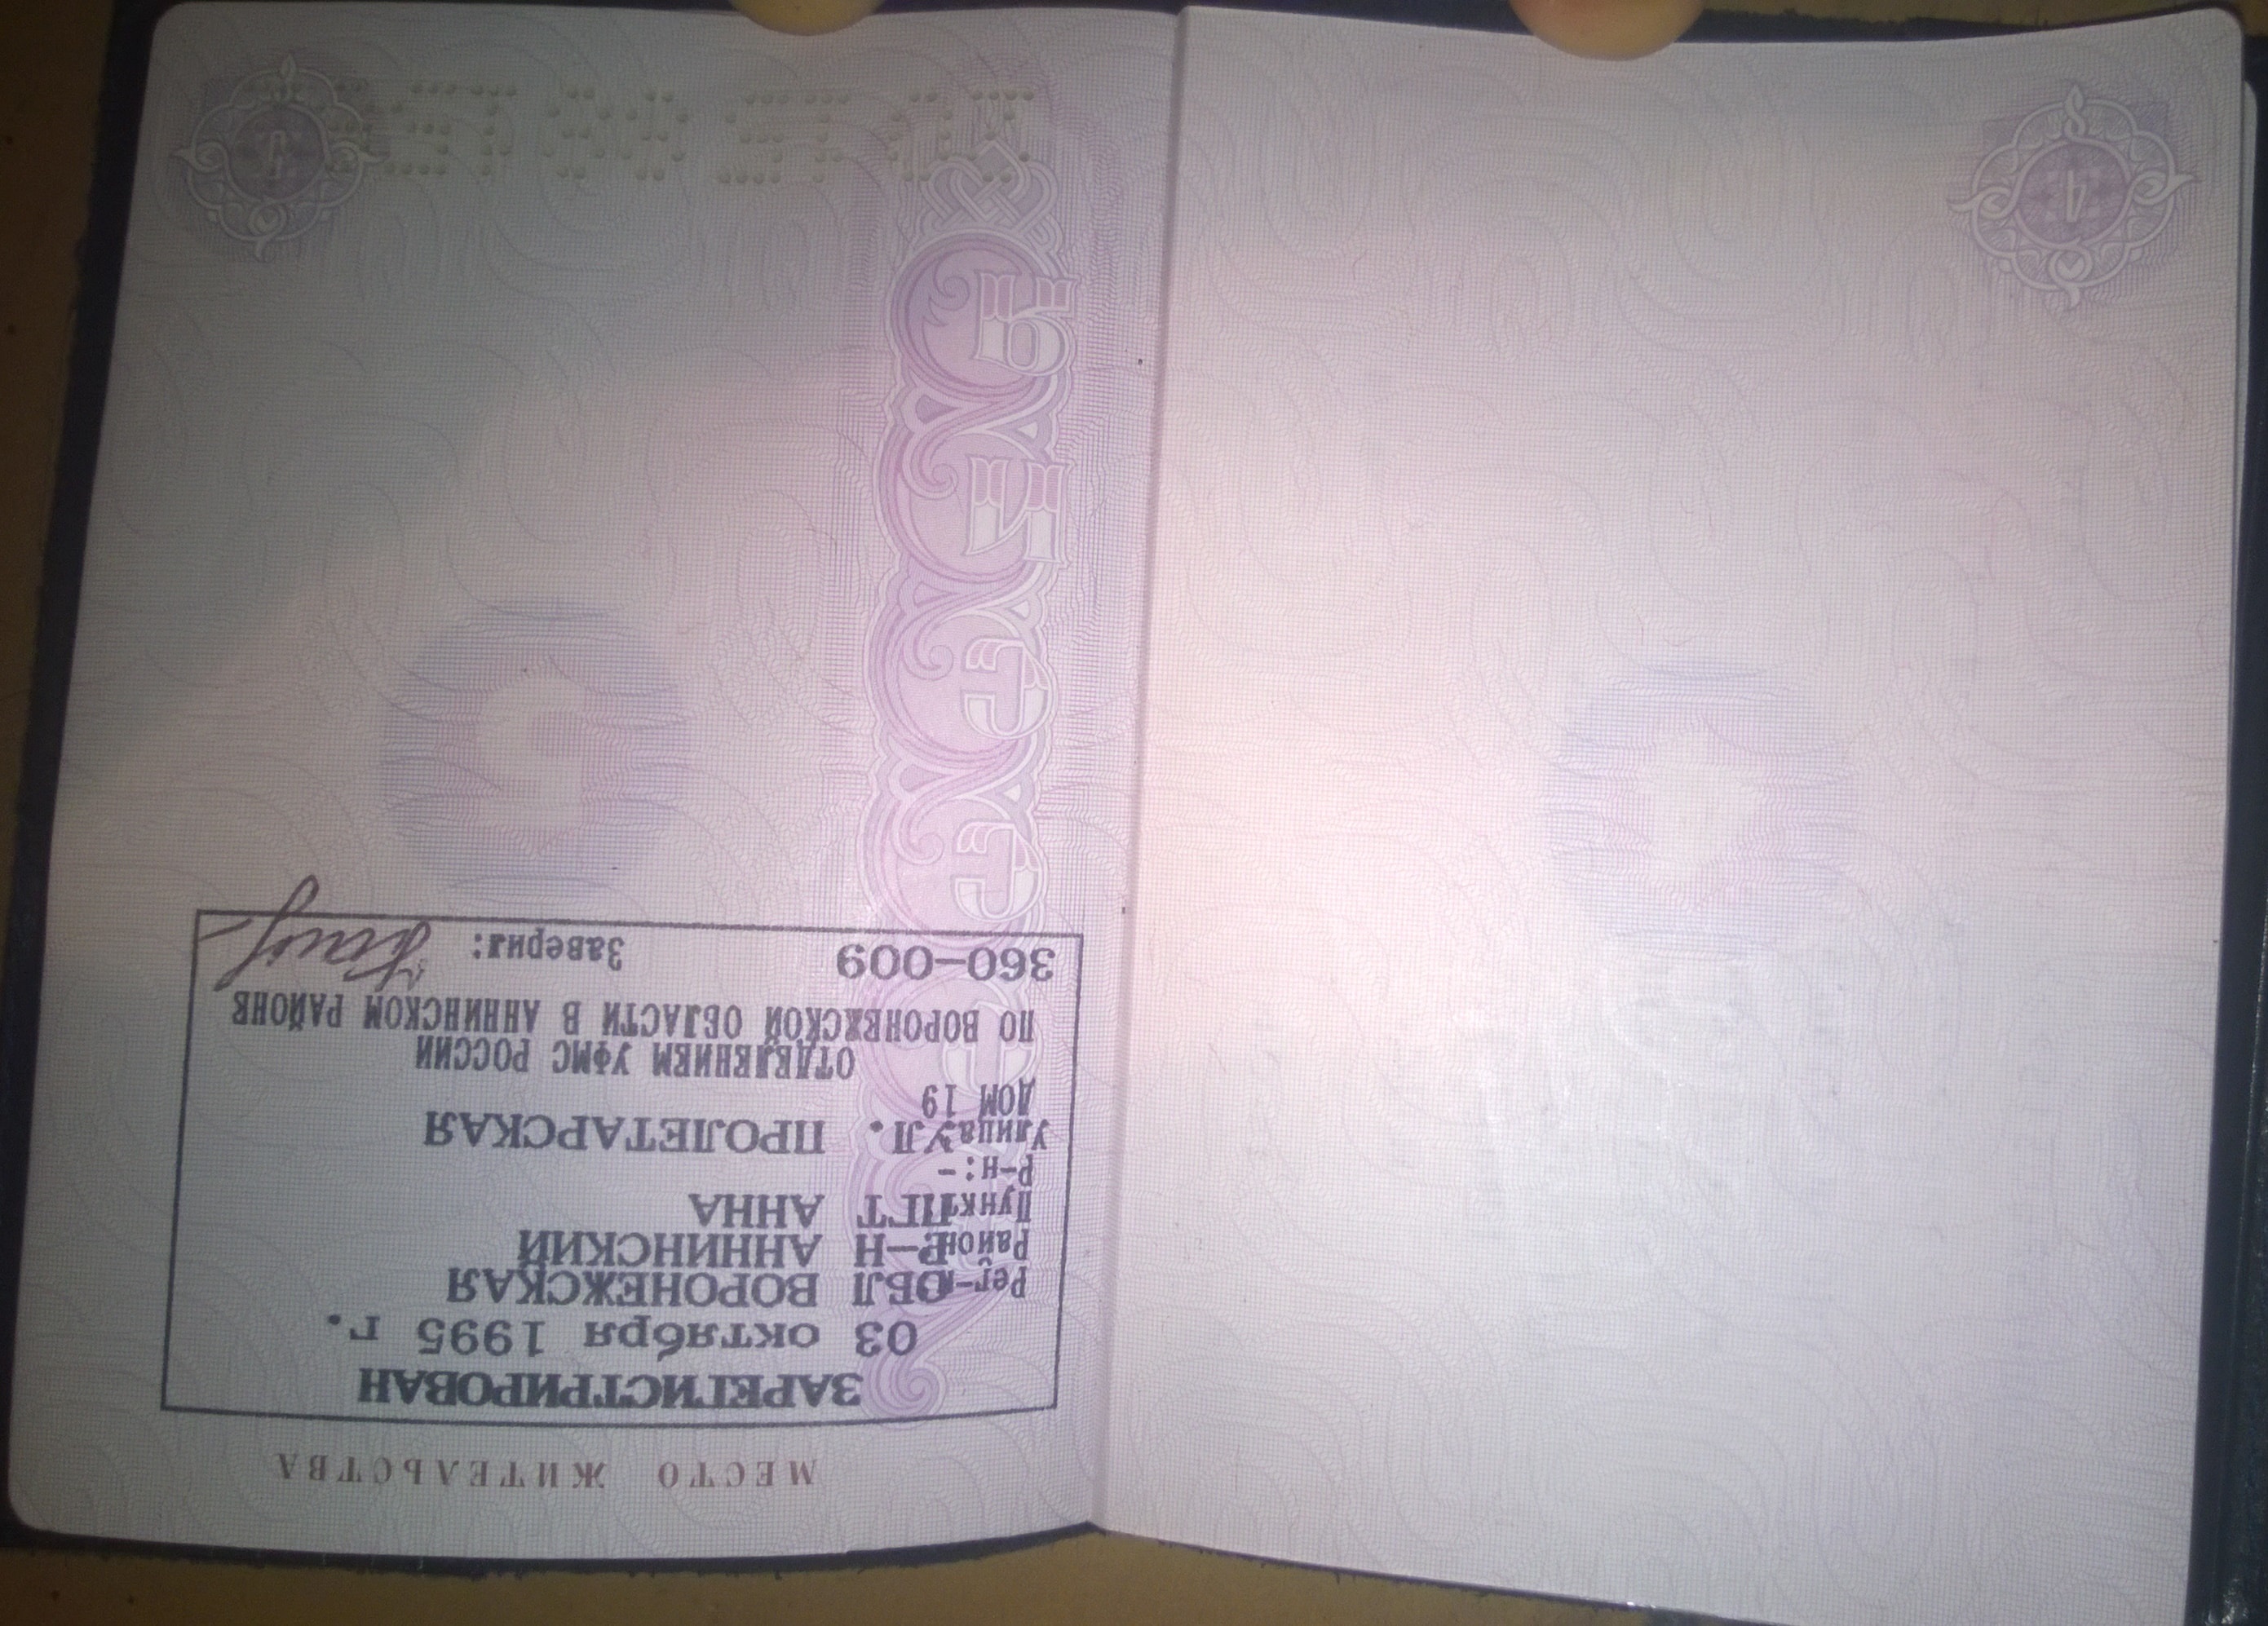 МЕСТО ЖИТЕЛЬСТВА
ЗАРЕГИСТРИРОВАН
03 октября 1995 г.
Рег-н ОБЛ ВОРОНЕЖСКАЯ
Район Р-Н АННИНСКИЙ
Пункт ПГТ АННА
Р-н: -
Улица УЛ. ПРОЛЕТАРСКАЯ
ДОМ 19
ОТДЕЛЕНИЕМ УФМС РОССИИ
ПО ВОРОНЕЖСКОЙ ОБЛАСТИ В АННИНСКОМ РАЙОНЕ
360-009 Заверил:
5
4